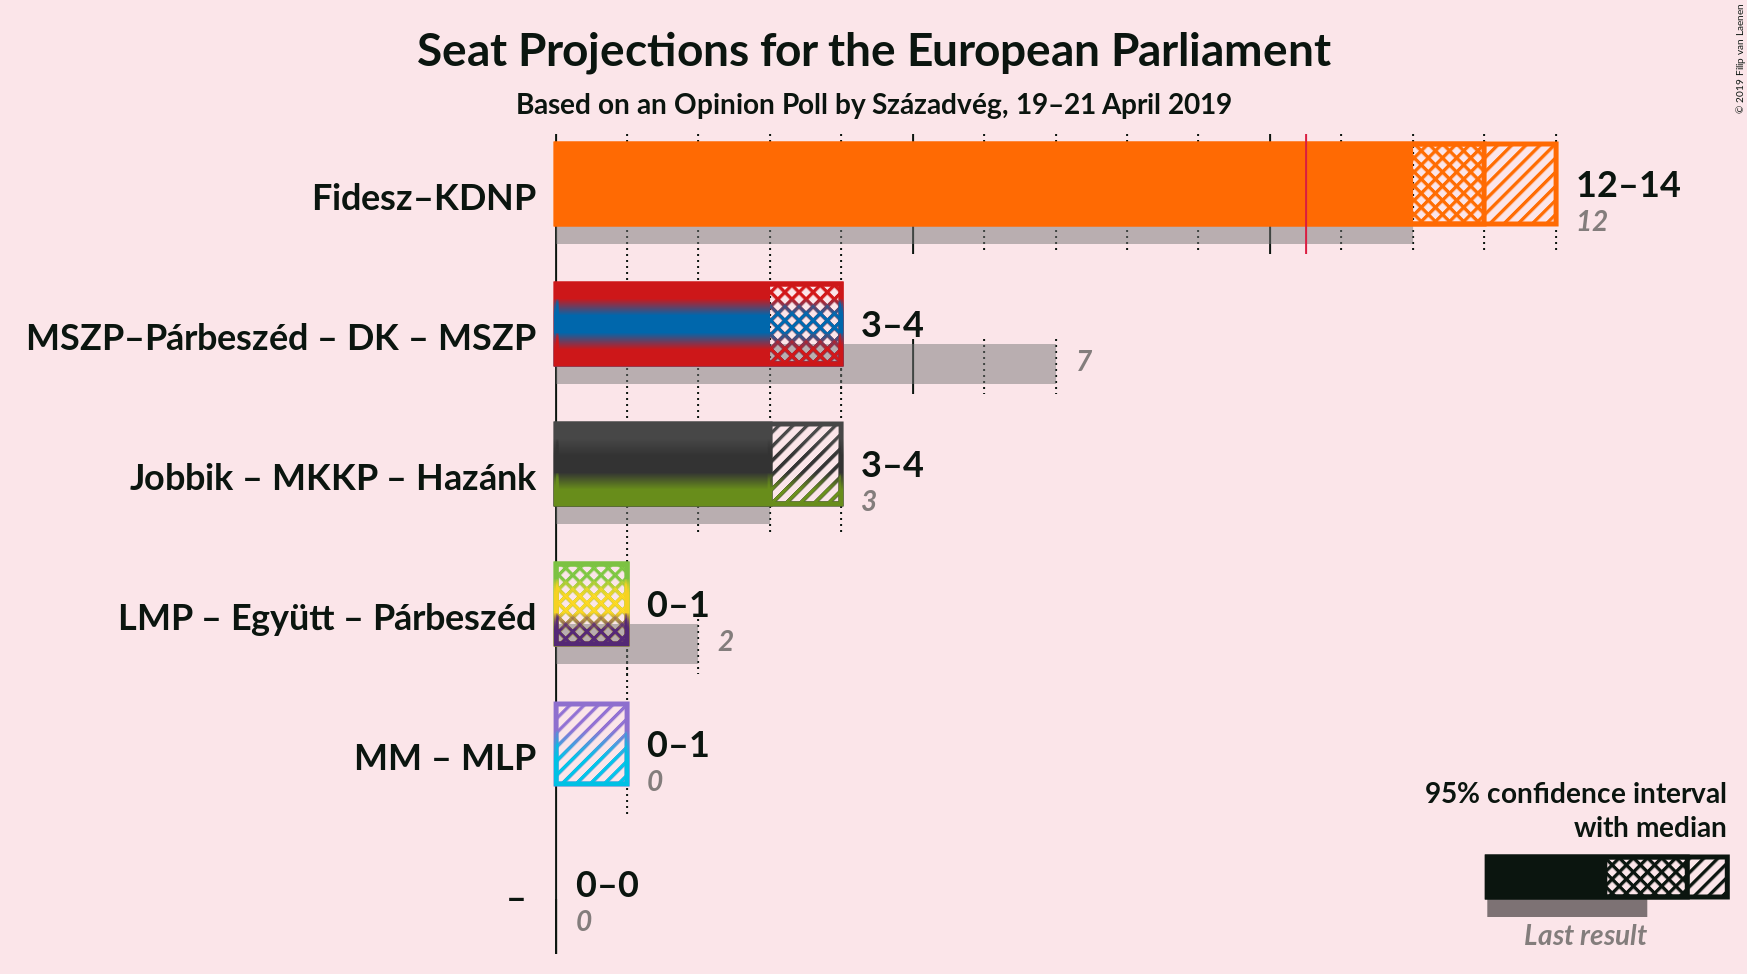 Seat Projections for the European Parliament
Based on an Opinion Poll by Századvég, 19–21 April 2019
© 2019 Filip van Laenen
Fidesz–KDNP
12–14
12
MSZP–Párbeszéd – DK – MSZP
3–4
7
Jobbik – MKKP – Hazánk
3–4
3
LMP – Együtt – Párbeszéd
0–1
2
MM – MLP
0–1
0
–
0–0
0
95% confidence interval
with median
Last result